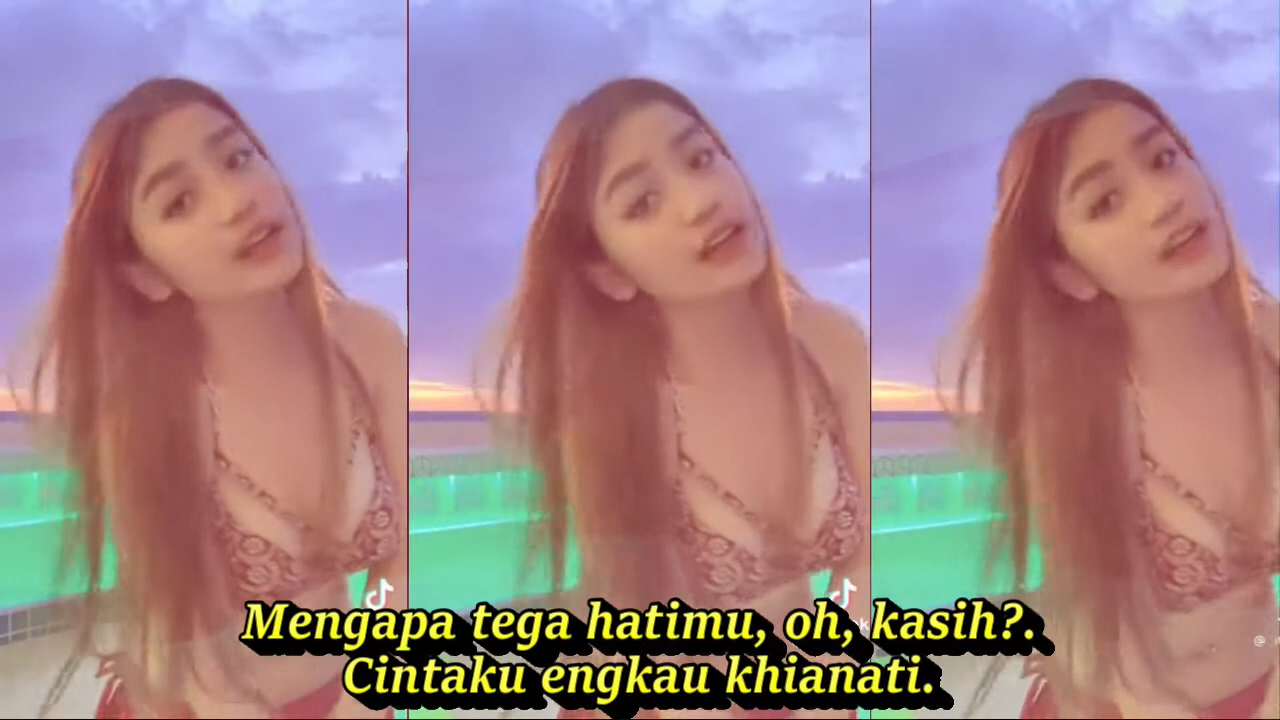 Mengapa tega hatimu, oh, kasih?.
Cintaku engkau khianati.